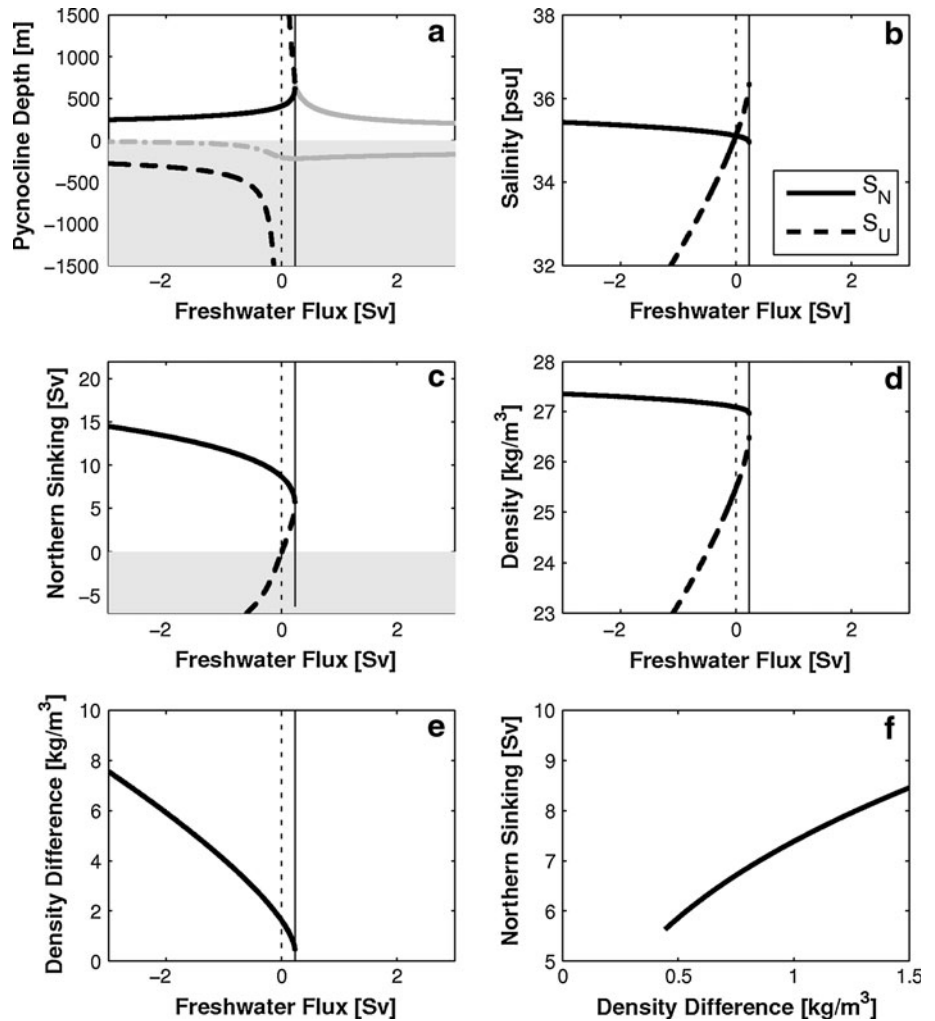 a
Pycnocline Depth [m]
1500
1000
500
0
−500
−1000
−1500
−2
0
2
Freshwater Flux [Sv]
b
Salinity [psu]
38
36
34
32
S_N
S_U
−2
0
2
Freshwater Flux [Sv]
c
Northern Sinking [Sv]
20
15
10
5
0
−5
−2
0
2
Freshwater Flux [Sv]
d
Density [kg/m³]
28
27
26
25
24
23
−2
0
2
Freshwater Flux [Sv]
e
Density Difference [kg/m³]
10
8
6
4
2
0
−2
0
2
Freshwater Flux [Sv]
f
Northern Sinking [Sv]
10
9
8
7
6
5
0
0.5
1
1.5
Density Difference [kg/m³]